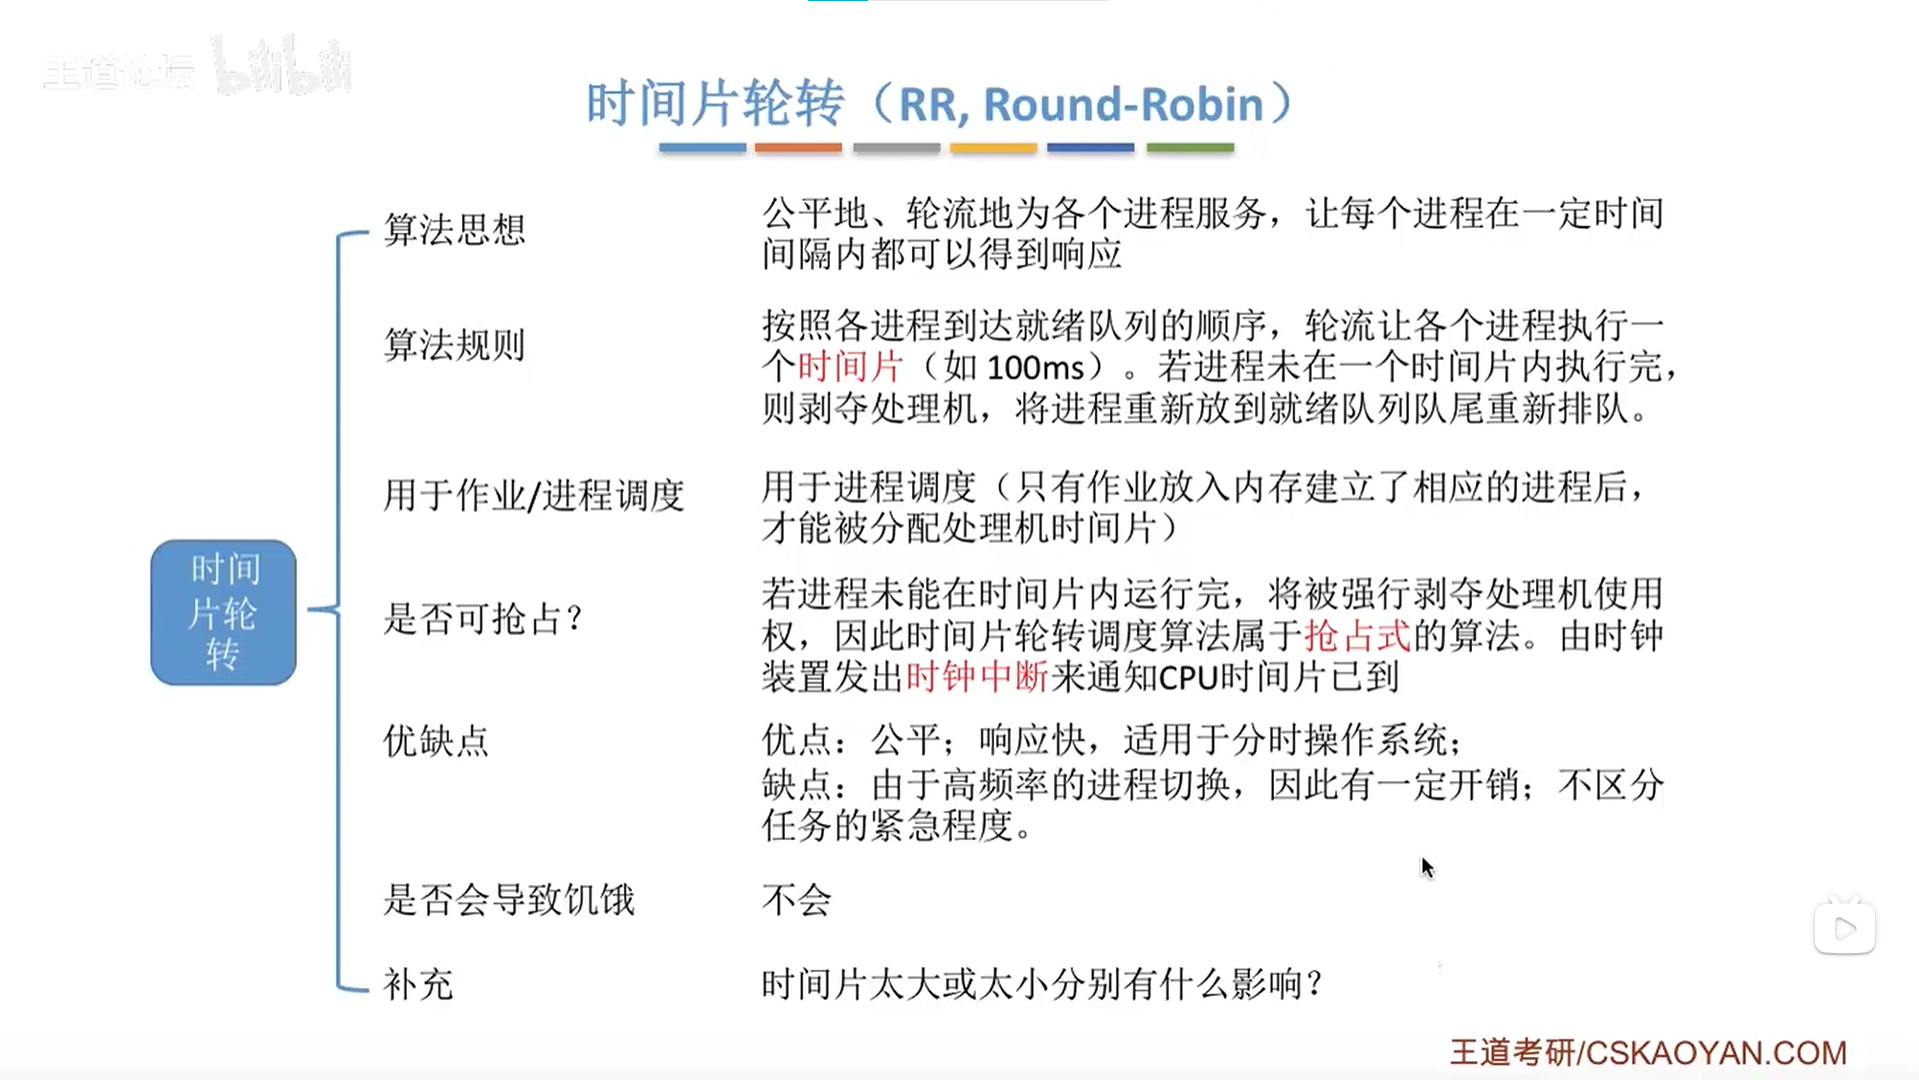 王道论坛 bilibili
时间片轮转（RR, Round-Robin）
算法思想
公平地、轮流地为各个进程服务，让每个进程在一定时间
间隔内都可以得到响应
算法规则
按照各进程到达就绪队列的顺序，轮流让各个进程执行一
个时间片（如 100ms）。若进程未在一个时间片内执行完，
则剥夺处理机，将进程重新放到就绪队列队尾重新排队。
用于作业/进程调度
用于进程调度（只有作业放入内存建立了相应的进程后，
才能被分配处理机时间片）
时间
片轮
转
是否可抢占？
若进程未能在时间片内运行完，将被强行剥夺处理机使用
权，因此时间片轮转调度算法属于抢占式的算法。由时钟
装置发出时钟中断来通知CPU时间片已到
优缺点
优点：公平；响应快，适用于分时操作系统；
缺点：由于高频率的进程切换，因此有一定开销；不区分
任务的紧急程度。
是否会导致饥饿
不会
补充
时间片太大或太小分别有什么影响？
王道考研/CSKAOYAN.COM